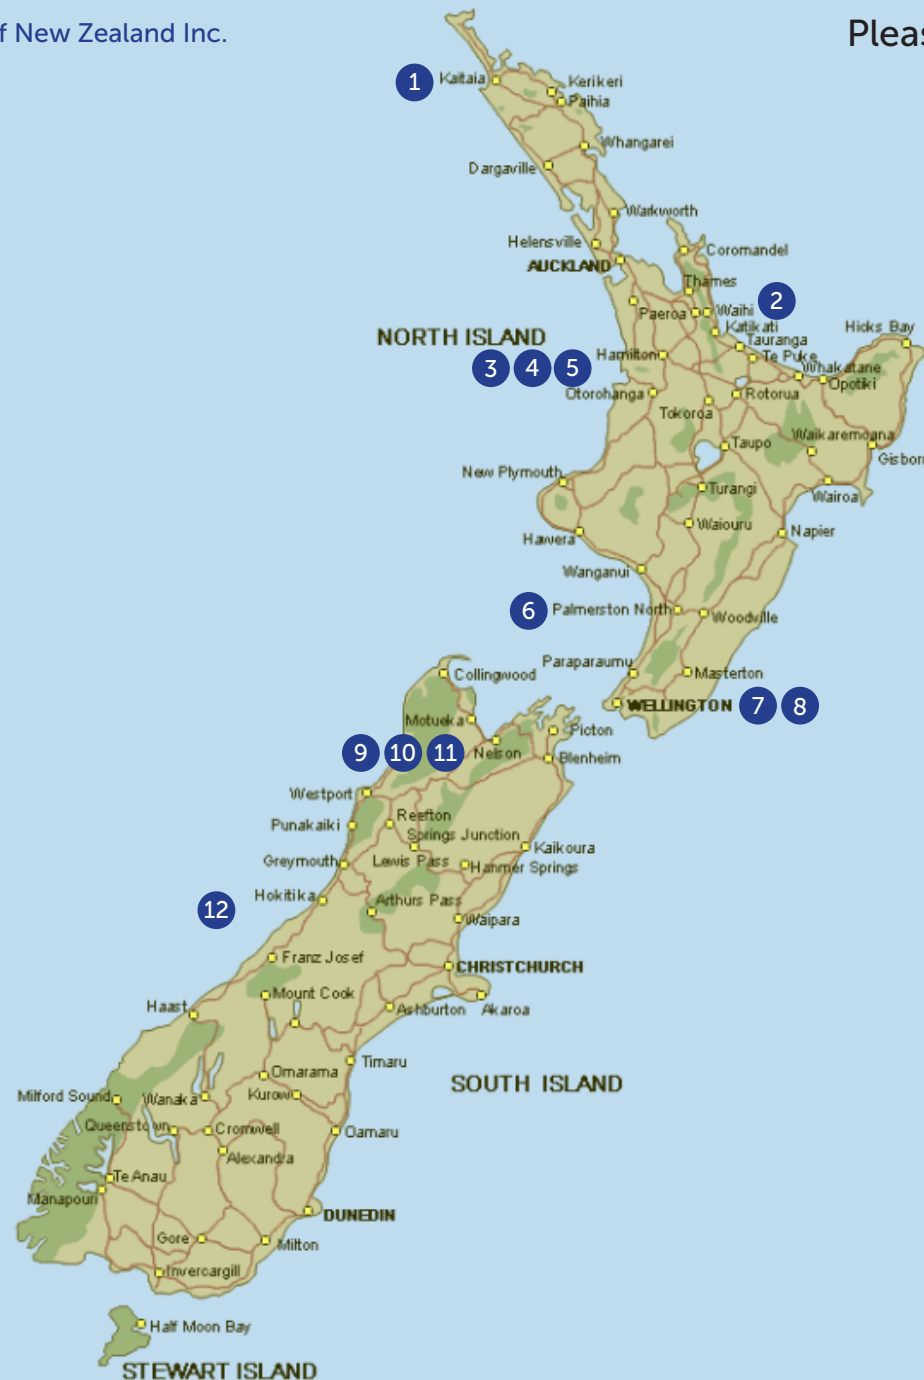 f New Zealand Inc.
Pleas
1
Kaitaia
Kerikeri
Paihia
Whangarei
Dargaville
Warkworth
Helensville
Coromandel
AUCKLAND
Thames
2
Paeroa
Waihi
Katikati
NORTH ISLAND
Hicks Bay
Tauranga
Hamilton
Te Puke
3 4 5
Whakatane
Opotiki
Otorohanga
Rotorua
Tokoroa
Waikaremoana
Taupo
Gisborn
New Plymouth
Turangi
Wairoa
Waiouru
Napier
Hawera
Wanganui
6
Palmerston North
Woodville
Paraparaumu
Collingwood
Masterton
WELLINGTON
7 8
Motueka
Picton
9 10 11
Nelson
Blenheim
Westport
Reefton
Punakaiki
Springs Junction
Kaikoura
Greymouth
Lewis Pass
Hanmer Springs
Hokitika
Arthurs Pass
12
Waipara
Franz Josef
CHRISTCHURCH
Mount Cook
Haast
Ashburton
Akaroa
Timaru
Omarama
SOUTH ISLAND
Milford Sound
Wanaka
Kurow
Queenstown
Cromwell
Oamaru
Alexandra
Te Anau
Manapouri
DUNEDIN
Gore
Milton
Invercargill
Half Moon Bay
STEWART ISLAND